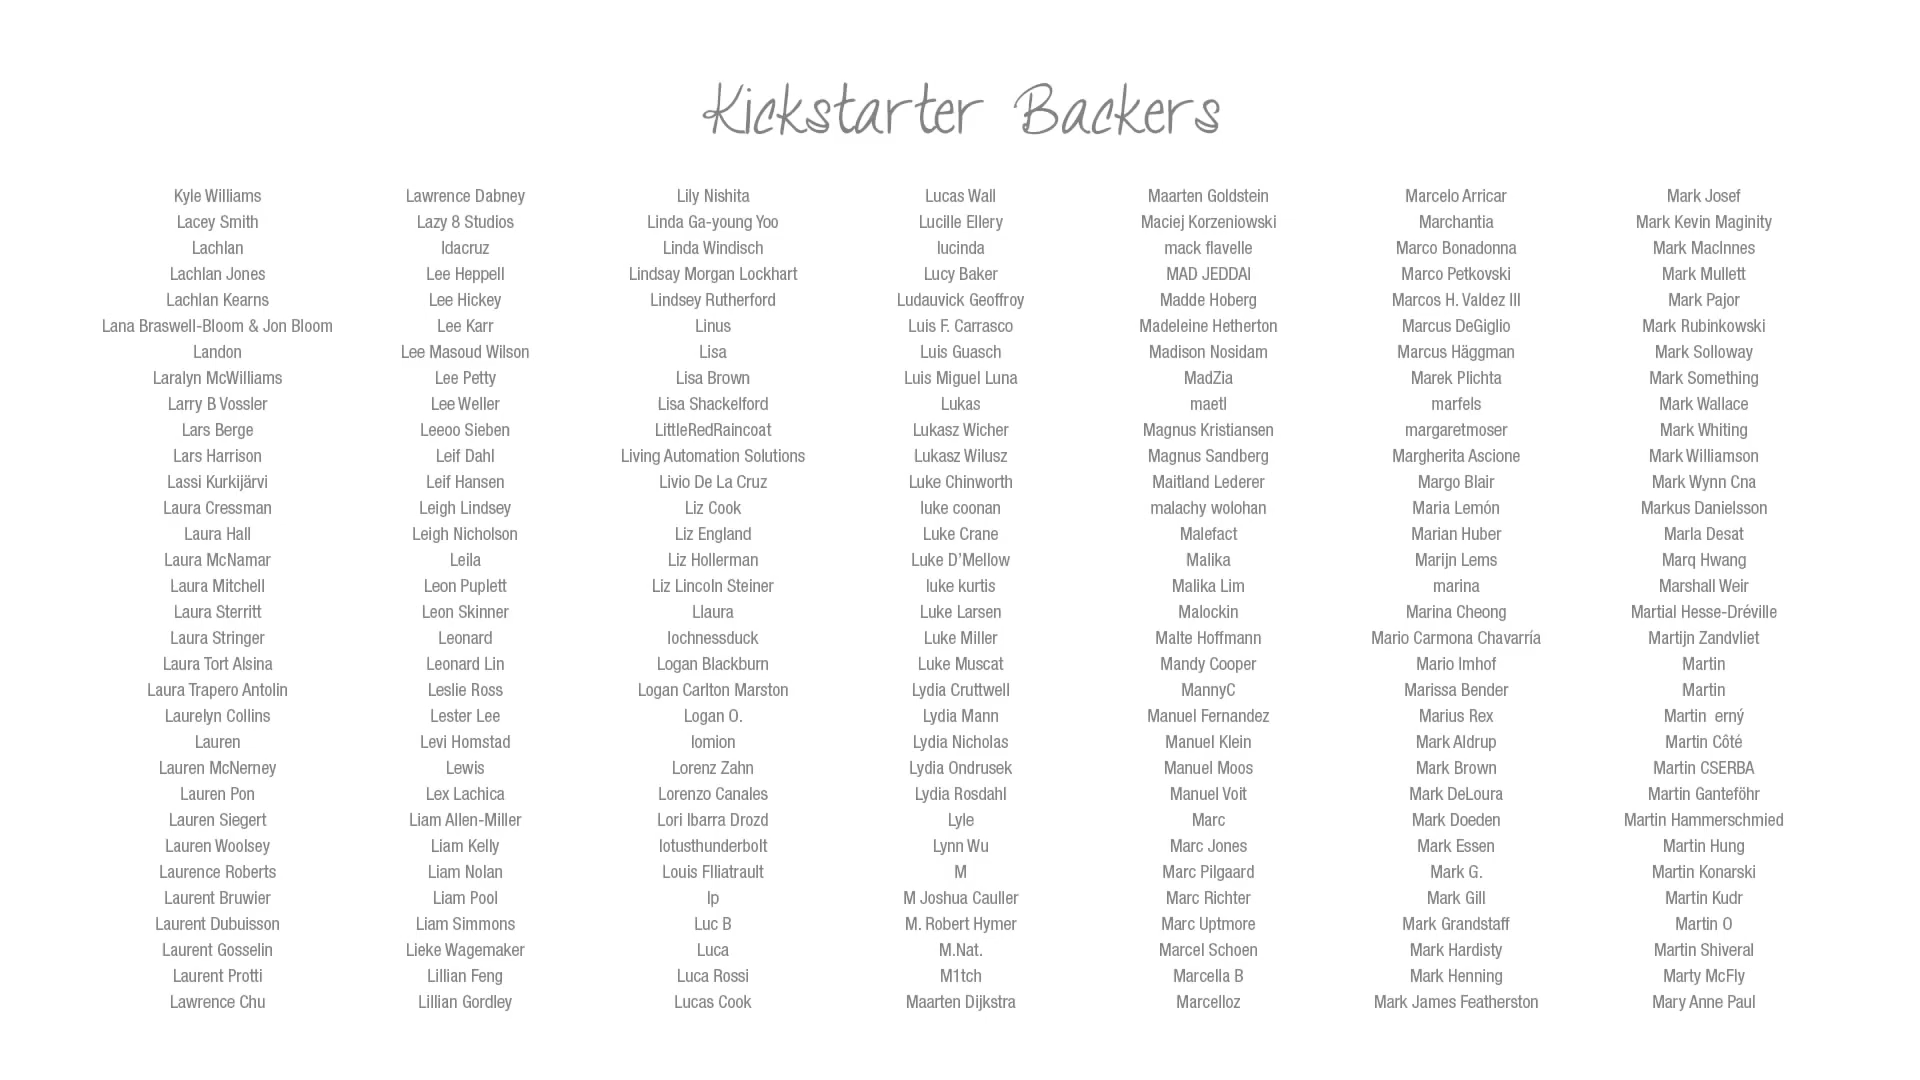 Kickstarter Backers
Kyle Williams
Lacey Smith
Lachlan
Lachlan Jones
Lachlan Kearns
Lana Braswell-Bloom & Jon Bloom
Landon
Laralyn McWilliams
Larry B Vossler
Lars Berge
Lars Harrison
Lassi Kurkijärvi
Laura Cressman
Laura Hall
Laura McNamar
Laura Mitchell
Laura Sterritt
Laura Stringer
Laura Tort Alsina
Laura Trapero Antolin
Laurelyn Collins
Lauren
Lauren McNerney
Lauren Pon
Lauren Siegert
Lauren Woolsey
Laurence Roberts
Laurent Bruwier
Laurent Dubuisson
Laurent Gosselin
Laurent Protti
Lawrence Chu
Lawrence Dabney
Lazy 8 Studios
ldacruz
Lee Heppell
Lee Hickey
Lee Karr
Lee Masoud Wilson
Lee Petty
Lee Weller
Leeoo Sieben
Leif Dahl
Leif Hansen
Leigh Lindsey
Leigh Nicholson
Leila
Leon Puplett
Leon Skinner
Leonard
Leonard Lin
Leslie Ross
Lester Lee
Levi Homstad
Lewis
Lex Lachica
Liam Allen-Miller
Liam Kelly
Liam Nolan
Liam Pool
Liam Simmons
Lieke Wagemaker
Lillian Feng
Lillian Gordley
Lily Nishita
Linda Ga-young Yoo
Linda Windisch
Lindsay Morgan Lockhart
Lindsey Rutherford
Linus
Lisa
Lisa Brown
Lisa Shackelford
LittleRedRaincoat
Living Automation Solutions
Livio De La Cruz
Liz Cook
Liz England
Liz Hollerman
Liz Lincoln Steiner
Llaura
lochnessduck
Logan Blackburn
Logan Carlton Marston
Logan O.
lomion
Lorenz Zahn
Lorenzo Canales
Lori Ibarra Drozd
lotusthunderbolt
Louis FIliatrault
lp
Luc B
Luca
Luca Rossi
Lucas Cook
Lucas Wall
Lucille Ellery
lucinda
Lucy Baker
Ludauvick Geoffroy
Luis F. Carrasco
Luis Guasch
Luis Miguel Luna
Lukas
Lukasz Wicher
Lukasz Wilusz
Luke Chinworth
luke coonan
Luke Crane
Luke D’Mellow
luke kurtis
Luke Larsen
Luke Miller
Luke Muscat
Lydia Cruttwell
Lydia Mann
Lydia Nicholas
Lydia Ondrusek
Lydia Rosdahl
Lyle
Lynn Wu
M
M Joshua Cauller
M. Robert Hymer
M.Nat.
M1tch
Maarten Dijkstra
Maarten Goldstein
Maciej Korzeniowski
mack flavelle
MAD JEDDAI
Madde Hoberg
Madeleine Hetherton
Madison Nosidam
MadZia
maetl
Magnus Kristiansen
Magnus Sandberg
Maitland Lederer
malachy wolohan
Malefact
Malika
Malika Lim
Malockin
Malte Hoffmann
Mandy Cooper
MannyC
Manuel Fernandez
Manuel Klein
Manuel Moos
Manuel Voit
Marc
Marc Jones
Marc Pilgaard
Marc Richter
Marc Uptmore
Marcel Schoen
Marcella B
Marcelloz
Marcelo Arricar
Marchantia
Marco Bonadonna
Marco Petkovski
Marcos H. Valdez III
Marcus DeGiglio
Marcus Häggman
Marek Plichta
marfels
margaretmoser
Margherita Ascione
Margo Blair
Maria Lemón
Marian Huber
Marijn Lems
marina
Marina Cheong
Mario Carmona Chavarría
Mario Imhof
Marissa Bender
Marius Rex
Mark Aldrup
Mark Brown
Mark DeLoura
Mark Doeden
Mark Essen
Mark G.
Mark Gill
Mark Grandstaff
Mark Hardisty
Mark Henning
Mark James Featherston
Mark Josef
Mark Kevin Maginity
Mark MacInnes
Mark Mullett
Mark Pajor
Mark Rubinkowski
Mark Solloway
Mark Something
Mark Wallace
Mark Whiting
Mark Williamson
Mark Wynn Cna
Markus Danielsson
Marla Desat
Marq Hwang
Marshall Weir
Martial Hesse-Dréville
Martijn Zandvliet
Martin
Martin
Martin  erný
Martin Côté
Martin CSERBA
Martin Ganteföhr
Martin Hammerschmied
Martin Hung
Martin Konarski
Martin Kudr
Martin O
Martin Shiveral
Marty McFly
Mary Anne Paul